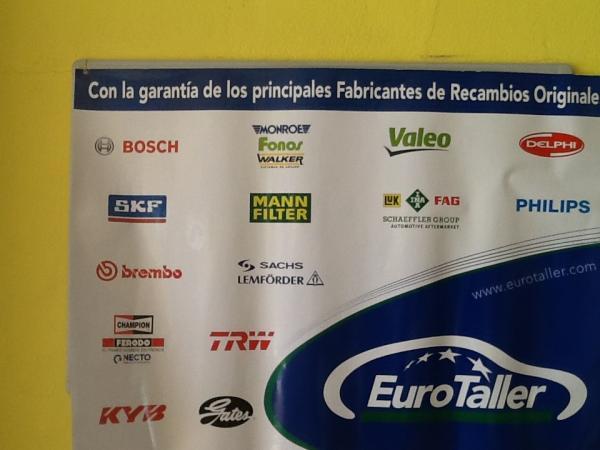 Con la garantía de los principales Fabricantes de Recambios Originale
BOSCH
MONROE
Fonos
WALKER
Valeo
DELPHI
SKF
MANN
FILTER
LUK INA FAG
SCHAEFFLER GROUP
AUTOMOTIVE AFTERMARKET
PHILIPS
brembo
SACHS
LEMFÖRDER
www.eurotaller.com
CHAMPION
FERODO
NECTO
TRW
EuroTaller
KYB
Gates